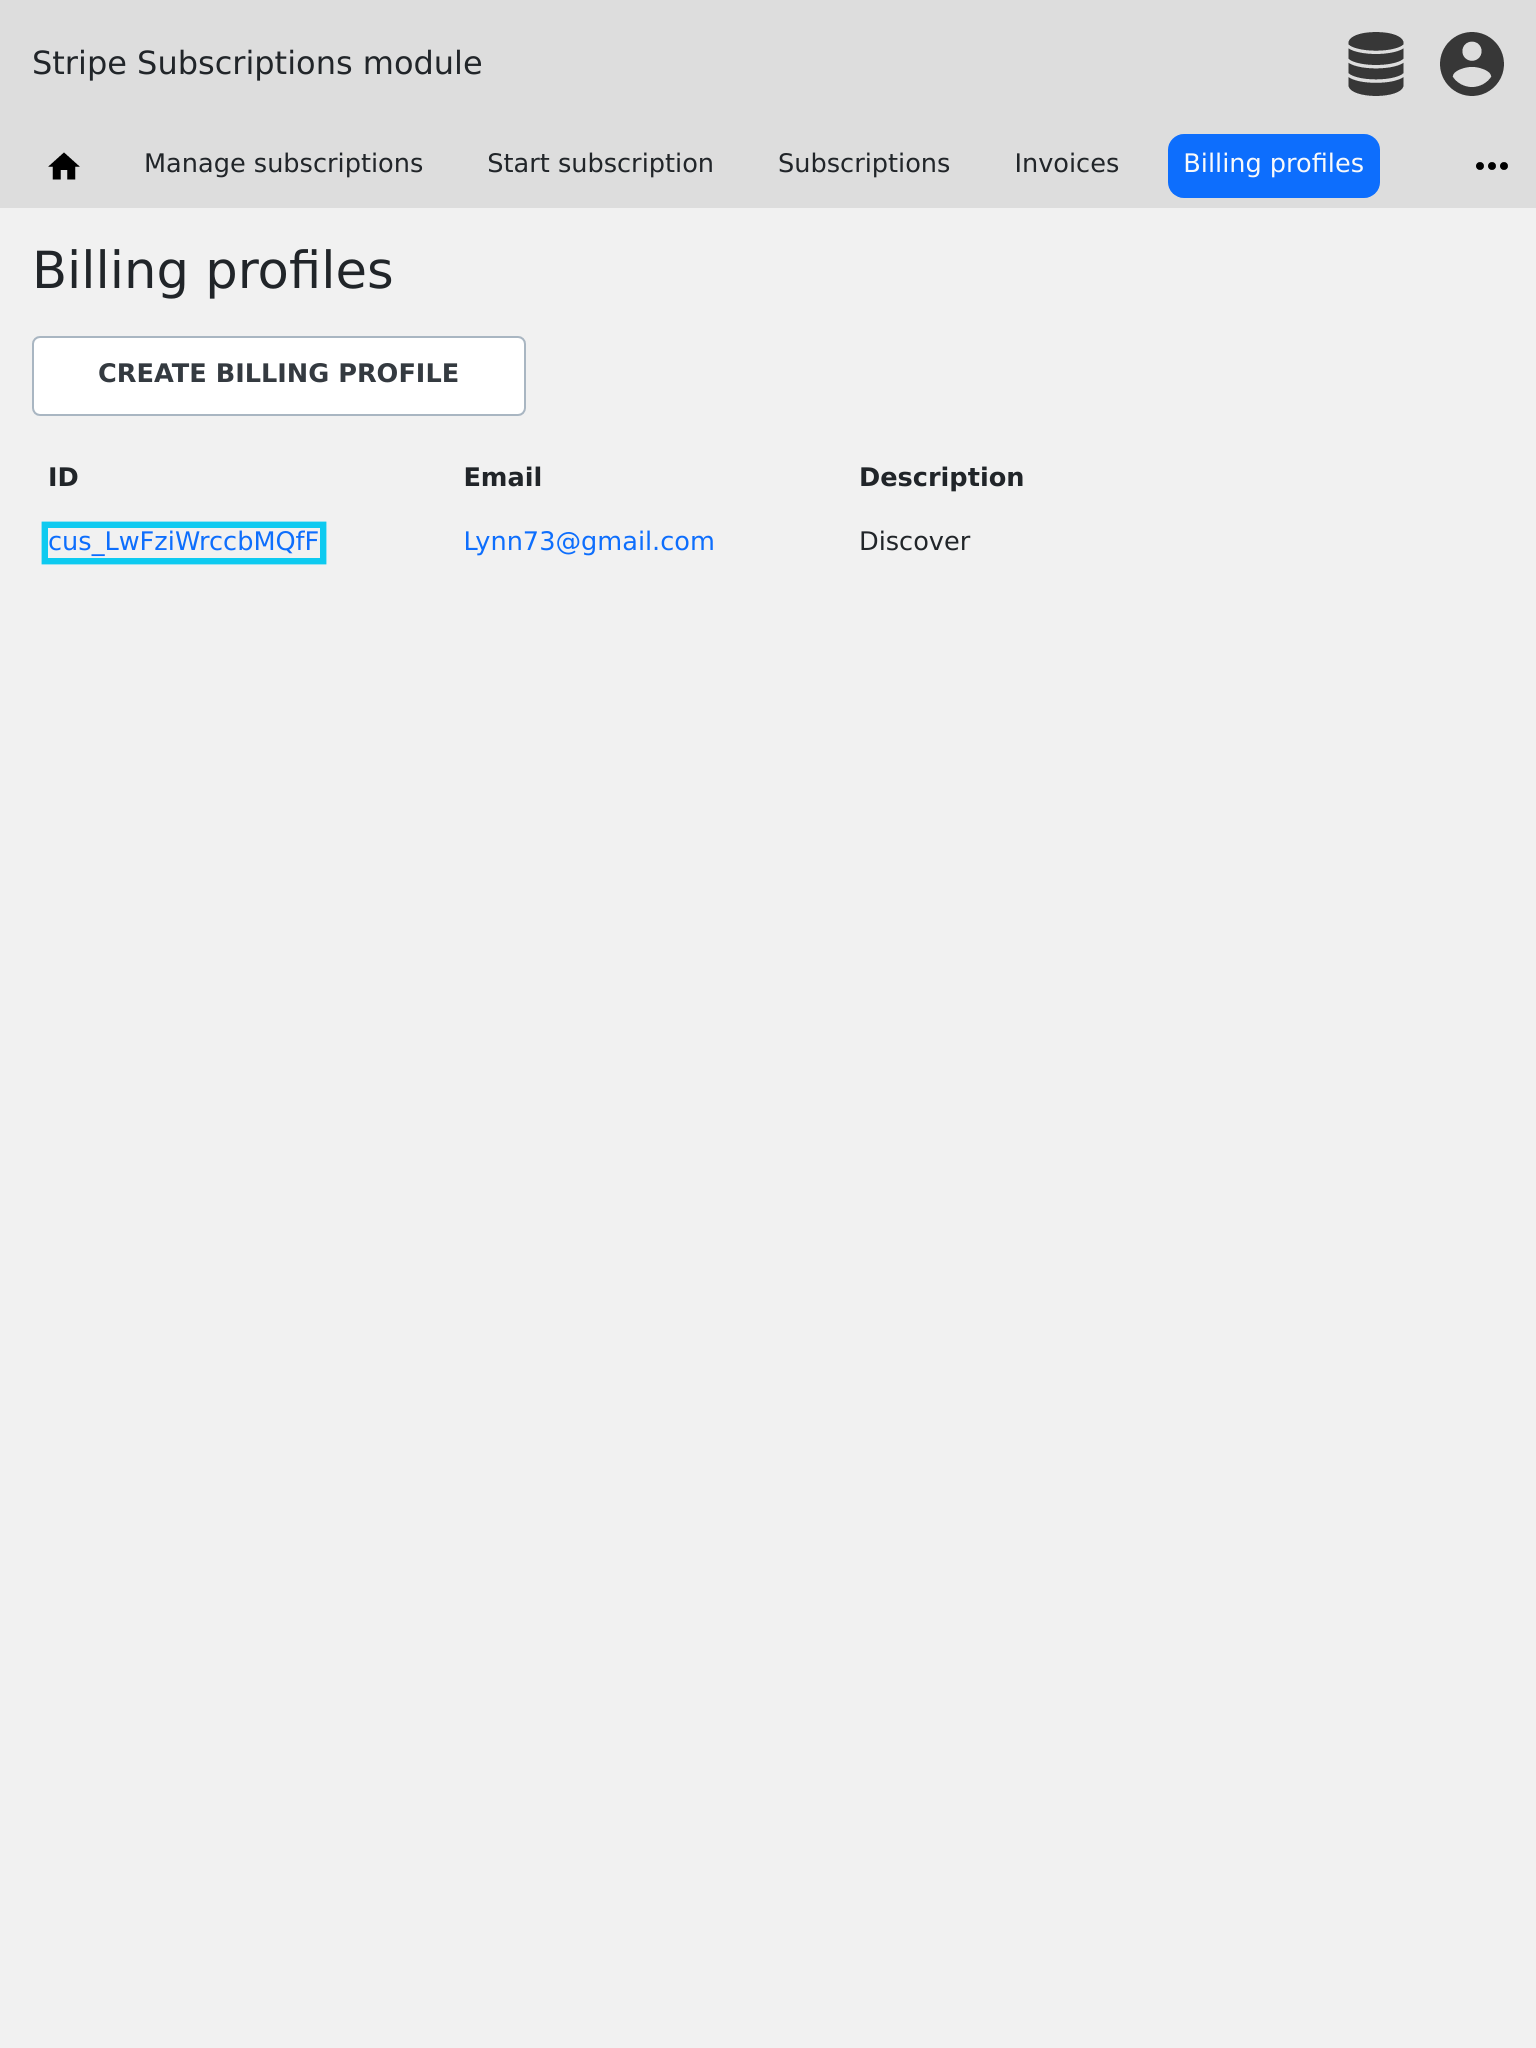 Stripe Subscriptions module
Manage subscriptions Start subscription Subscriptions Invoices Billing profiles
Billing profiles
CREATE BILLING PROFILE
ID Email Description
cus_LwFziWrccbMQfF Lynn73@gmail.com Discover